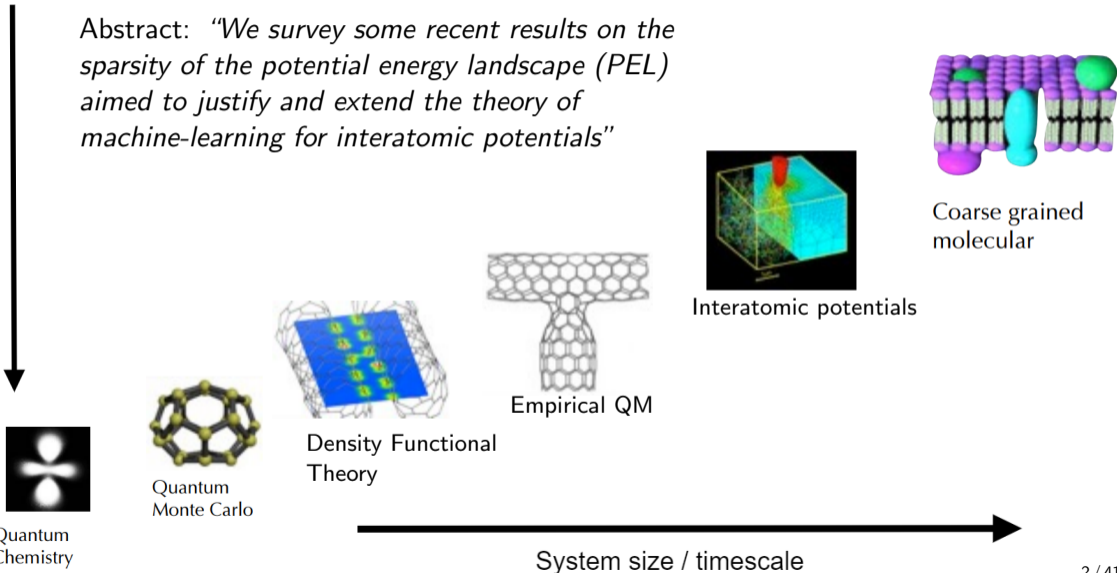 Abstract: “We survey some recent results on the
sparsity of the potential energy landscape (PEL)
aimed to justify and extend the theory of
machine-learning for interatomic potentials”
Coarse grained
molecular
Interatomic potentials
Empirical QM
Density Functional
Theory
Quantum
Monte Carlo
Quantum
Chemistry
System size / timescale
2 / 41